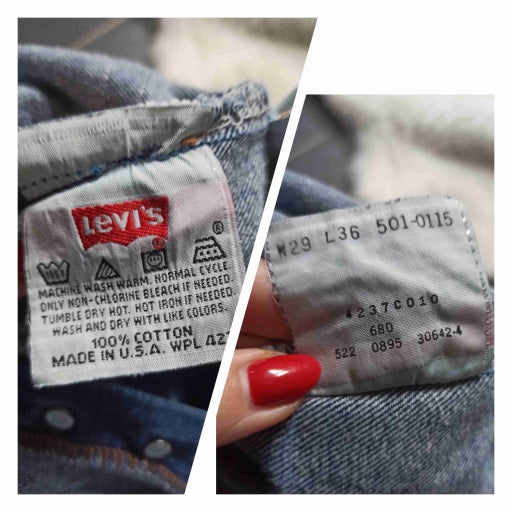 Levi's
®
MACHINE WASH WARM. NORMAL CYCLE.
ONLY NON-CHLORINE BLEACH IF NEEDED.
TUMBLE DRY HOT. HOT IRON IF NEEDED.
WASH AND DRY WITH LIKE COLORS.
100% COTTON
MADE IN U.S.A. WPL 423
W29 L36 501-0115
4237C010
680
522 0895 30642-4